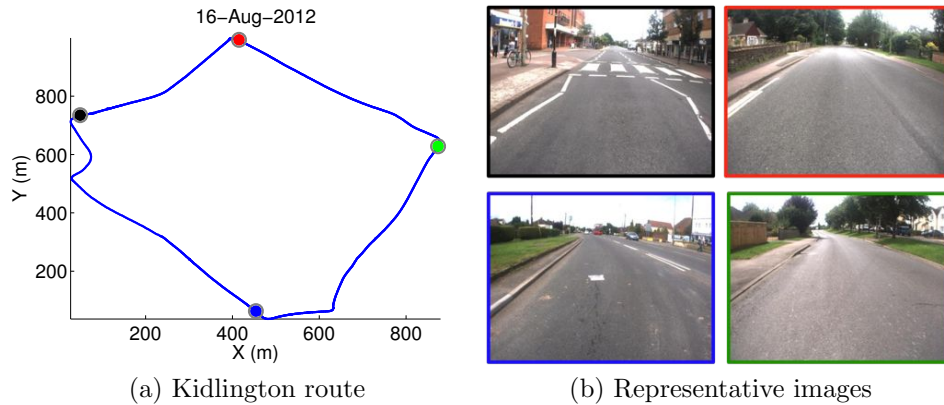 16-Aug-2012
800
600
400
200
Y (m)
200 400 600 800
X (m)
(a) Kidlington route
(b) Representative images